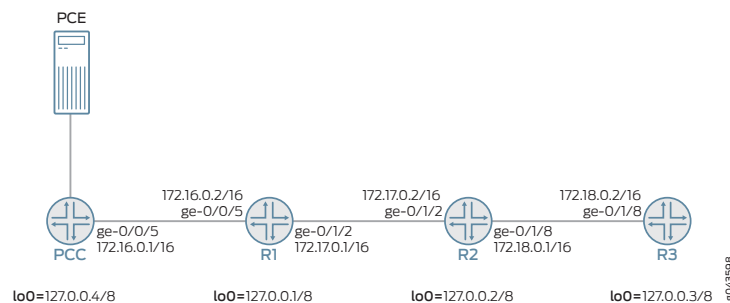 PCE
172.16.0.2/16
ge-0/0/5
172.17.0.2/16
ge-0/1/2
172.18.0.2/16
ge-0/1/8
ge-0/0/5
172.16.0.1/16
ge-0/1/2
172.17.0.1/16
ge-0/1/8
172.18.0.1/16
PCC
R1
R2
R3
lo0=127.0.0.4/8
lo0=127.0.0.1/8
lo0=127.0.0.2/8
lo0=127.0.0.3/8
g043598